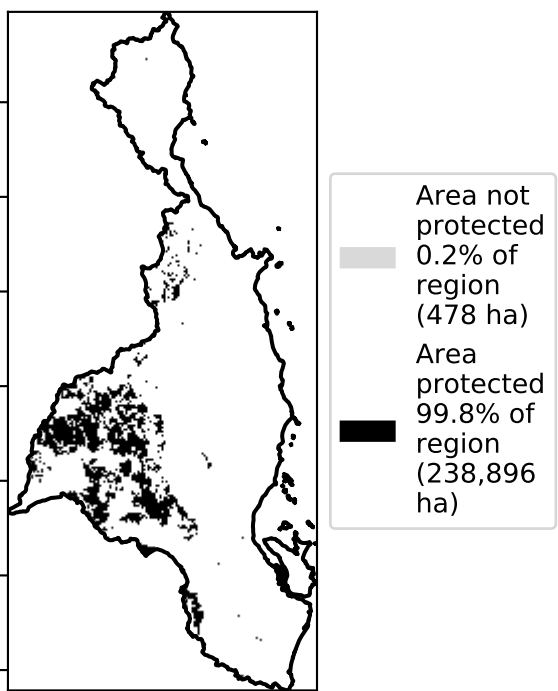 Area not
protected
0.2% of
region
(478 ha)
Area
protected
99.8% of
region
(238,896
ha)